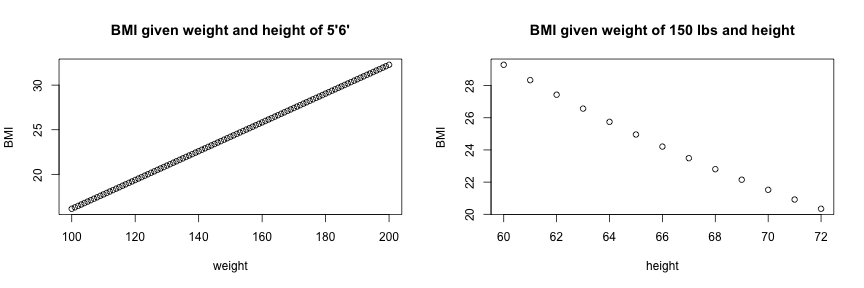 BMI given weight and height of 5'6'
BMI
20
25
30
100 120 140 160 180 200
weight
BMI given weight of 150 lbs and height
BMI
20
22
24
26
28
60 62 64 66 68 70 72
height